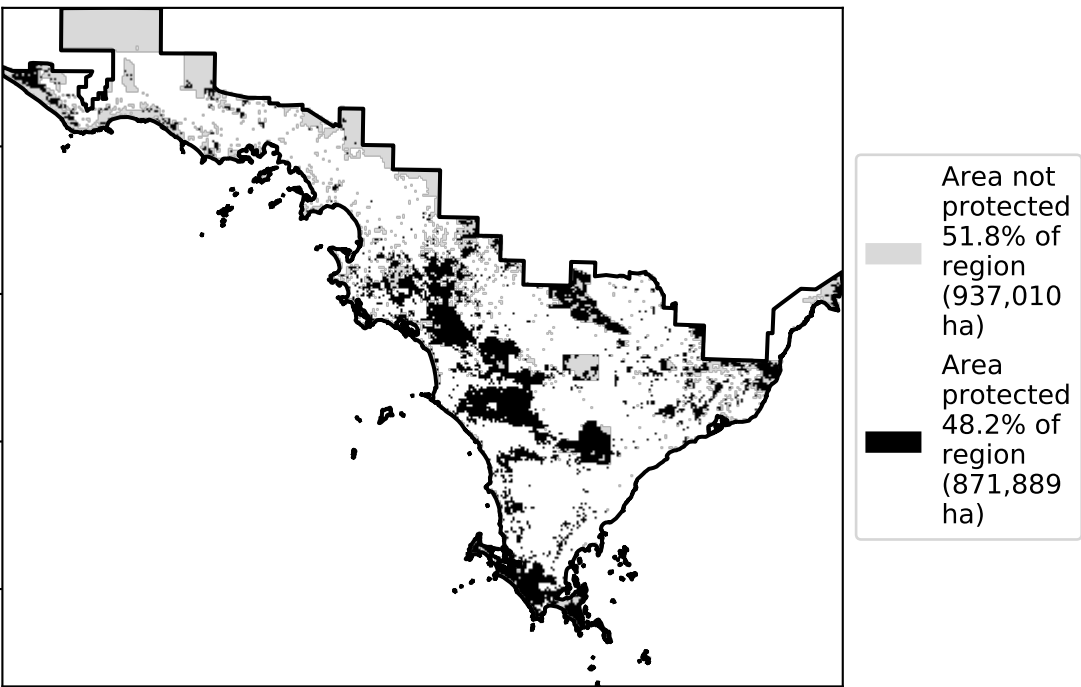 Area not
protected
51.8% of
region
(937,010
ha)
Area
protected
48.2% of
region
(871,889
ha)